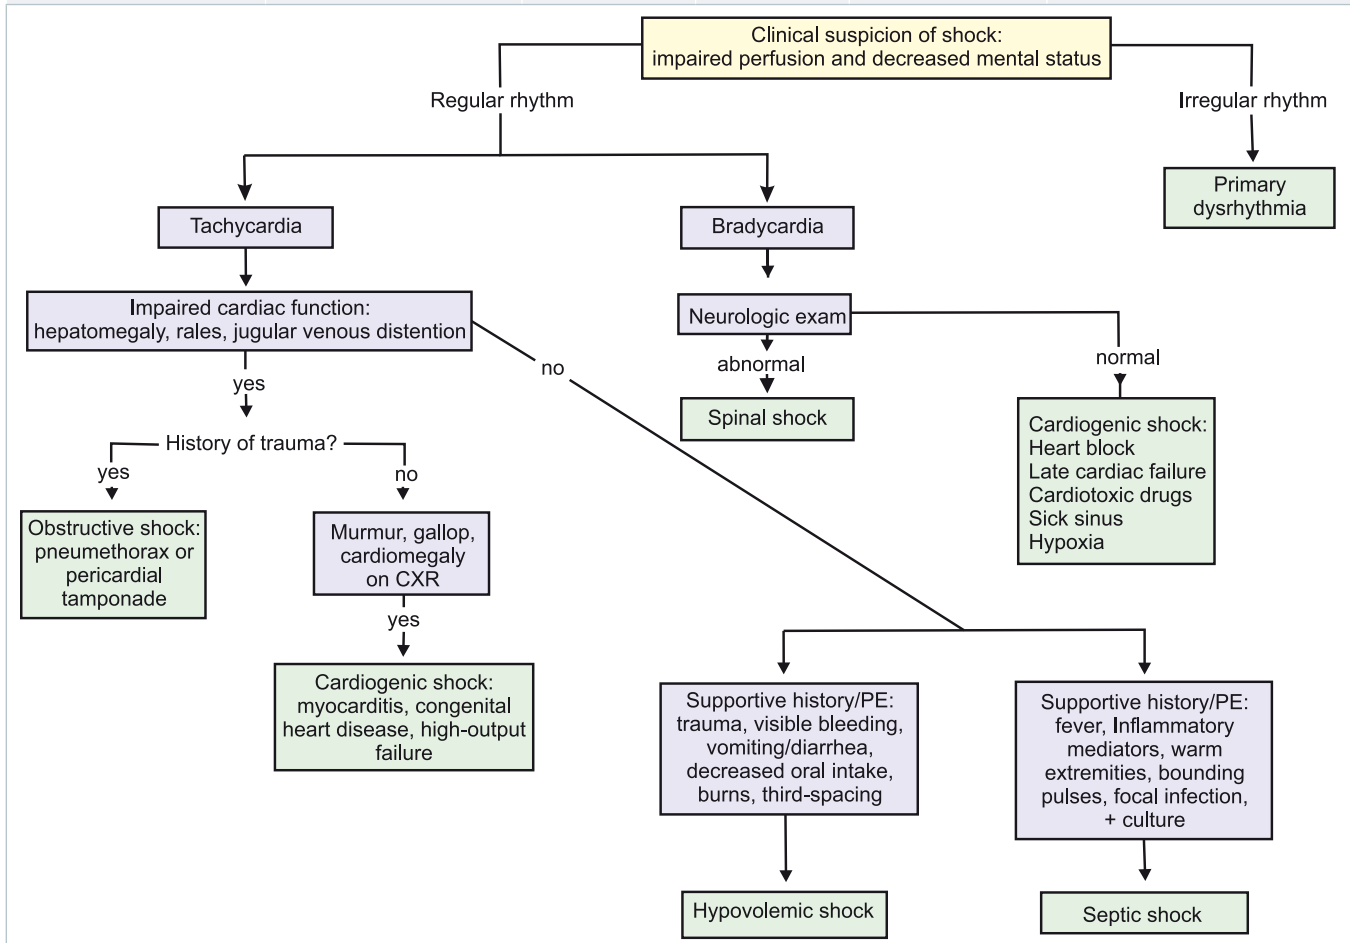 Clinical suspicion of shock:
impaired perfusion and decreased mental status
Regular rhythm
Irregular rhythm
Primary
dysrhythmia
Tachycardia
Bradycardia
Impaired cardiac function:
hepatomegaly, rales, jugular venous distention
Neurologic exam
no
abnormal
normal
yes
Spinal shock
Cardiogenic shock:
Heart block
Late cardiac failure
Cardiotoxic drugs
Sick sinus
Hypoxia
History of trauma?
yes
no
Obstructive shock:
pneumethorax or
pericardial
tamponade
Murmur, gallop,
cardiomegaly
on CXR
yes
Cardiogenic shock:
myocarditis, congenital
heart disease, high-output
failure
Supportive history/PE:
trauma, visible bleeding,
vomiting/diarrhea,
decreased oral intake,
burns, third-spacing
Supportive history/PE:
fever, Inflammatory
mediators, warm
extremities, bounding
pulses, focal infection,
+ culture
Hypovolemic shock
Septic shock